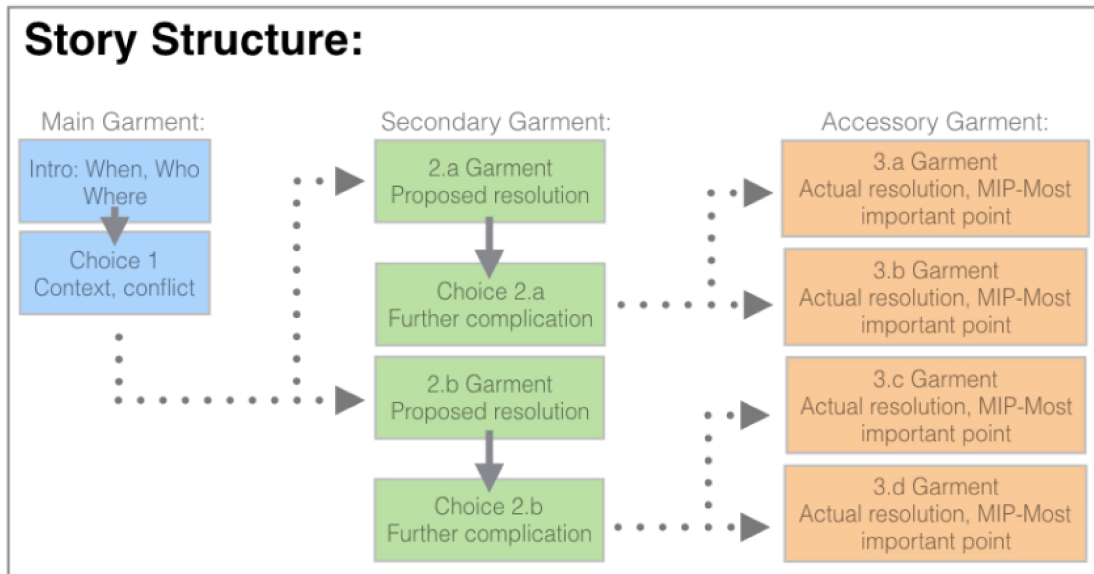 Story Structure:
Main Garment:
Intro: When, Who
Where
Choice 1
Context, conflict
Secondary Garment:
2.a Garment
Proposed resolution
Choice 2.a
Further complication
2.b Garment
Proposed resolution
Choice 2.b
Further complication
Accessory Garment:
3.a Garment
Actual resolution, MIP-Most
important point
3.b Garment
Actual resolution, MIP-Most
important point
3.c Garment
Actual resolution, MIP-Most
important point
3.d Garment
Actual resolution, MIP-Most
important point